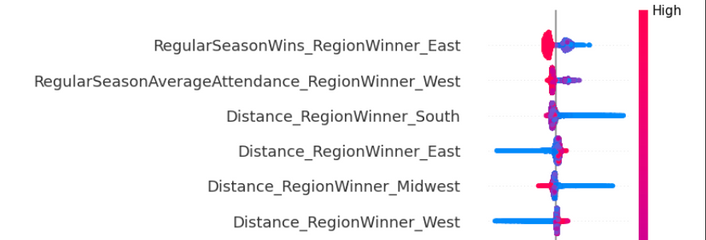 High
RegularSeasonWins_RegionWinner_East
RegularSeasonAverageAttendance_RegionWinner_West
Distance_RegionWinner_South
Distance_RegionWinner_East
Distance_RegionWinner_Midwest
Distance_RegionWinner_West